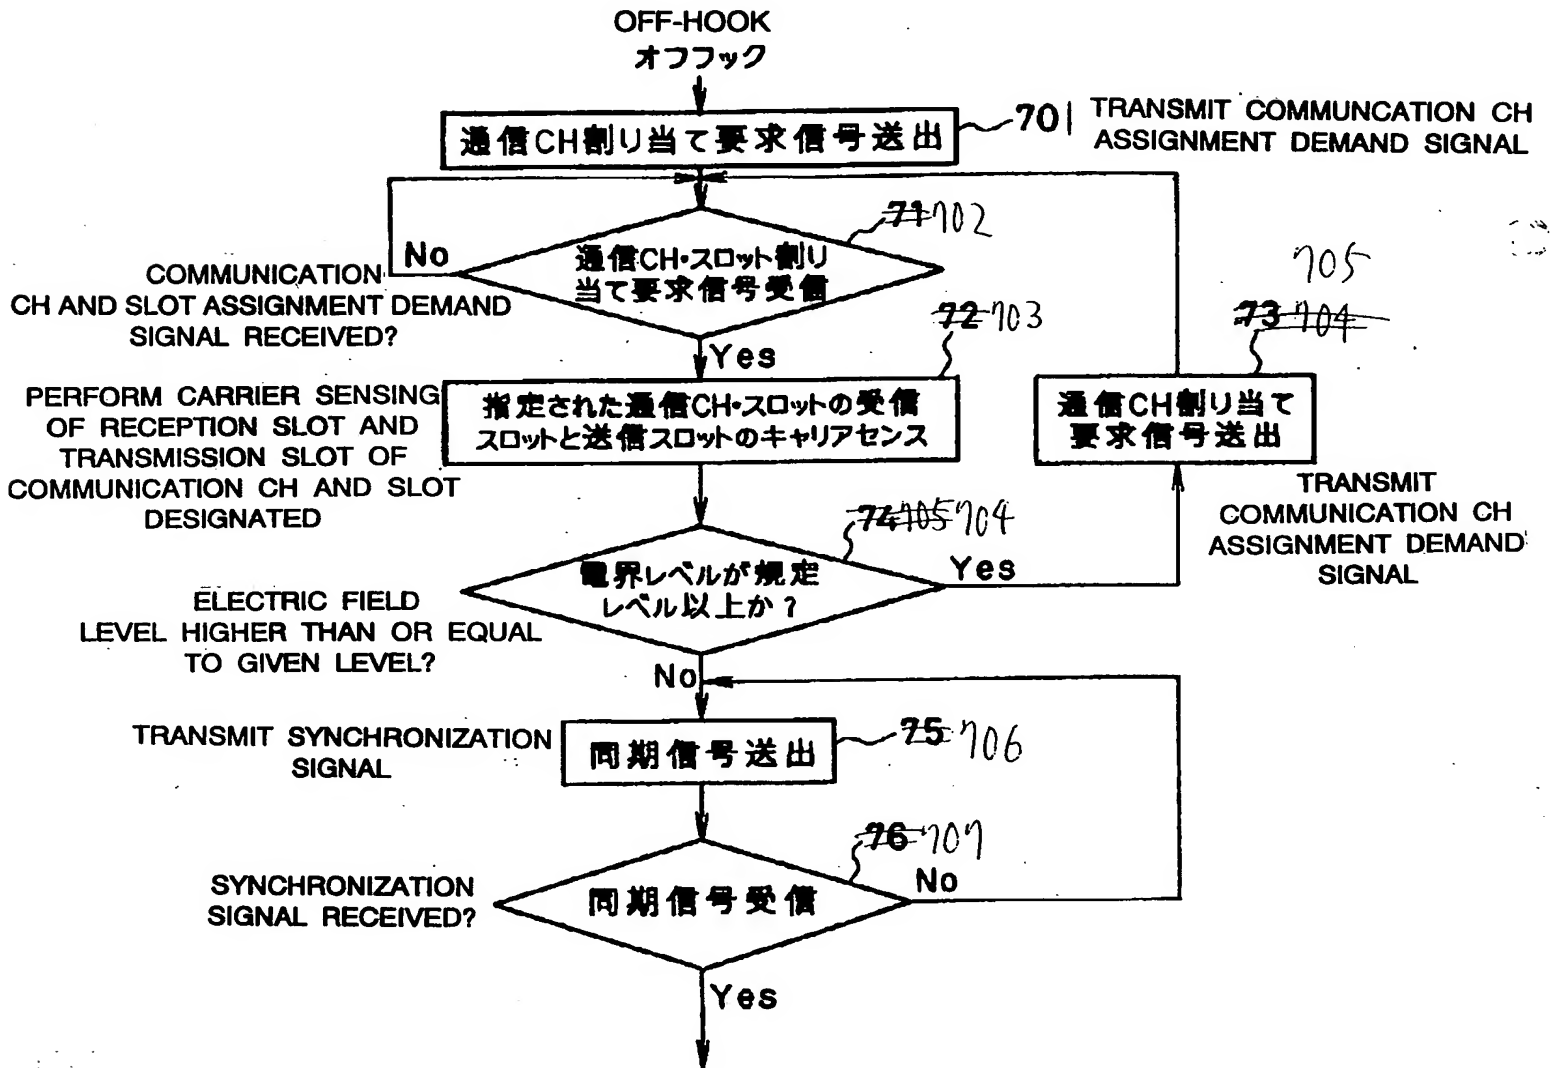 OFF-HOOK
オフフック
通信CH割り当て要求信号送出
701
TRANSMIT COMMUNCATION CH
ASSIGNMENT DEMAND SIGNAL
71 702
No
通信CH・スロット割り
当て要求信号受信
COMMUNICATION
CH AND SLOT ASSIGNMENT DEMAND
SIGNAL RECEIVED?
Yes
72 703
705
73 704
PERFORM CARRIER SENSING
OF RECEPTION SLOT AND
TRANSMISSION SLOT OF
COMMUNICATION CH AND SLOT
DESIGNATED
指定された通信CH・スロットの受信
スロットと送信スロットのキャリアセンス
通信CH割り当て
要求信号送出
TRANSMIT
COMMUNICATION CH
ASSIGNMENT DEMAND
SIGNAL
74 705 704
電界レベルが規定
レベル以上か?
Yes
ELECTRIC FIELD
LEVEL HIGHER THAN OR EQUAL
TO GIVEN LEVEL?
No
TRANSMIT SYNCHRONIZATION
SIGNAL
同期信号送出
75 706
76 707
SYNCHRONIZATION
SIGNAL RECEIVED?
同期信号受信
No
Yes